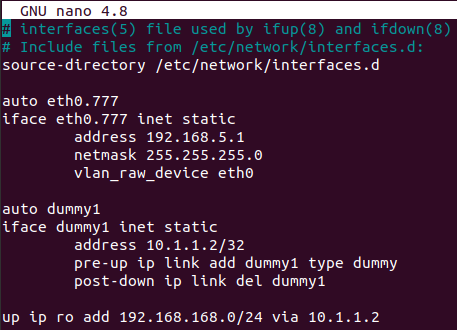 GNU nano 4.8
# interfaces(5) file used by ifup(8) and ifdown(8)
# Include files from /etc/network/interfaces.d:
source-directory /etc/network/interfaces.d
auto eth0.777
iface eth0.777 inet static
address 192.168.5.1
netmask 255.255.255.0
vlan_raw_device eth0
auto dummy1
iface dummy1 inet static
address 10.1.1.2/32
pre-up ip link add dummy1 type dummy
post-down ip link del dummy1
up ip ro add 192.168.168.0/24 via 10.1.1.2